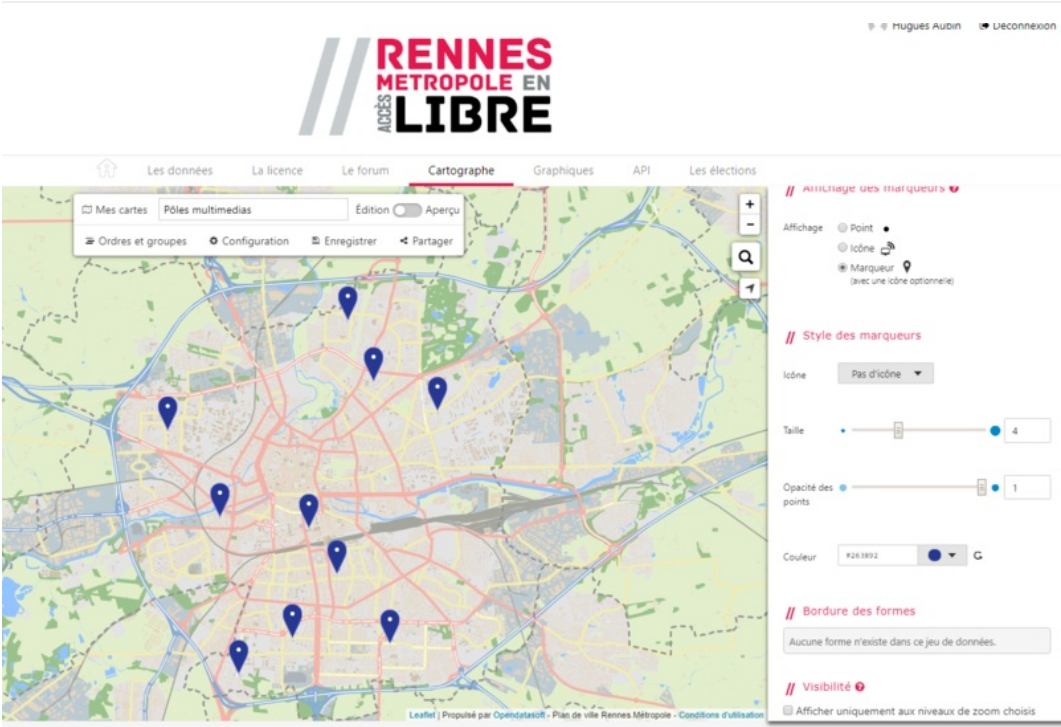 Hugues Aubin Déconnexion
// RENNES
METROPOLE EN
ACCÈS LIBRE
Les données La licence Le forum Cartographe Graphiques API Les élections
Mes cartes Pôles multimedias Édition Aperçu
Ordres et groupes Configuration Enregistrer Partager
+
−
// Affichage des marqueurs ?
Affichage Point
Icône
Marqueur
(avec une icône optionnelle)
// Style des marqueurs
Icône Pas d'icône
Taille 4
Opacité des points 1
Couleur #263892
// Bordure des formes
Aucune forme n'existe dans ce jeu de données.
// Visibilité ?
Afficher uniquement aux niveaux de zoom choisis
Leaflet | Propulsé par Opendatasoft - Plan de ville Rennes Métropole - Conditions d'utilisation